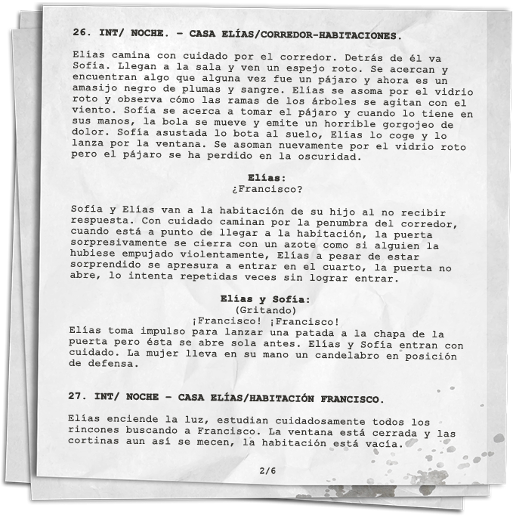 26. INT/ NOCHE. – CASA ELÍAS/CORREDOR-HABITACIONES.
Elías camina con cuidado por el corredor. Detrás de él va
Sofía. Llegan a la sala y ven un espejo roto. Se acercan y
encuentran algo que alguna vez fue un pájaro y ahora es un
amasijo negro de plumas y sangre. Elías se asoma por el vidrio
roto y observa cómo las ramas de los árboles se agitan con el
viento. Sofía se acerca a tomar el pájaro y cuando lo tiene en
sus manos, la bola se mueve y emite un horrible gorgojeo de
dolor. Sofía asustada lo bota al suelo, Elías lo coge y lo
lanza por la ventana. Se asoman nuevamente por el vidrio roto
pero el pájaro se ha perdido en la oscuridad.
Elías:
¿Francisco?
Sofía y Elías van a la habitación de su hijo al no recibir
respuesta. Con cuidado caminan por la penumbra del corredor,
cuando está a punto de llegar a la habitación, la puerta
sorpresivamente se cierra con un azote como si alguien la
hubiese empujado violentamente, Elías a pesar de estar
sorprendido se apresura a entrar en el cuarto, la puerta no
abre, lo intenta repetidas veces sin lograr entrar.
Elías y Sofía:
(Gritando)
¡Francisco! ¡Francisco!
Elías toma impulso para lanzar una patada a la chapa de la
puerta pero ésta se abre sola antes. Elías y Sofía entran con
cuidado. La mujer lleva en su mano un candelabro en posición
de defensa.
27. INT/ NOCHE – CASA ELÍAS/HABITACIÓN FRANCISCO.
Elías enciende la luz, estudian cuidadosamente todos los
rincones buscando a Francisco. La ventana está cerrada y las
cortinas aun así se mecen, la habitación está vacía.
2/6